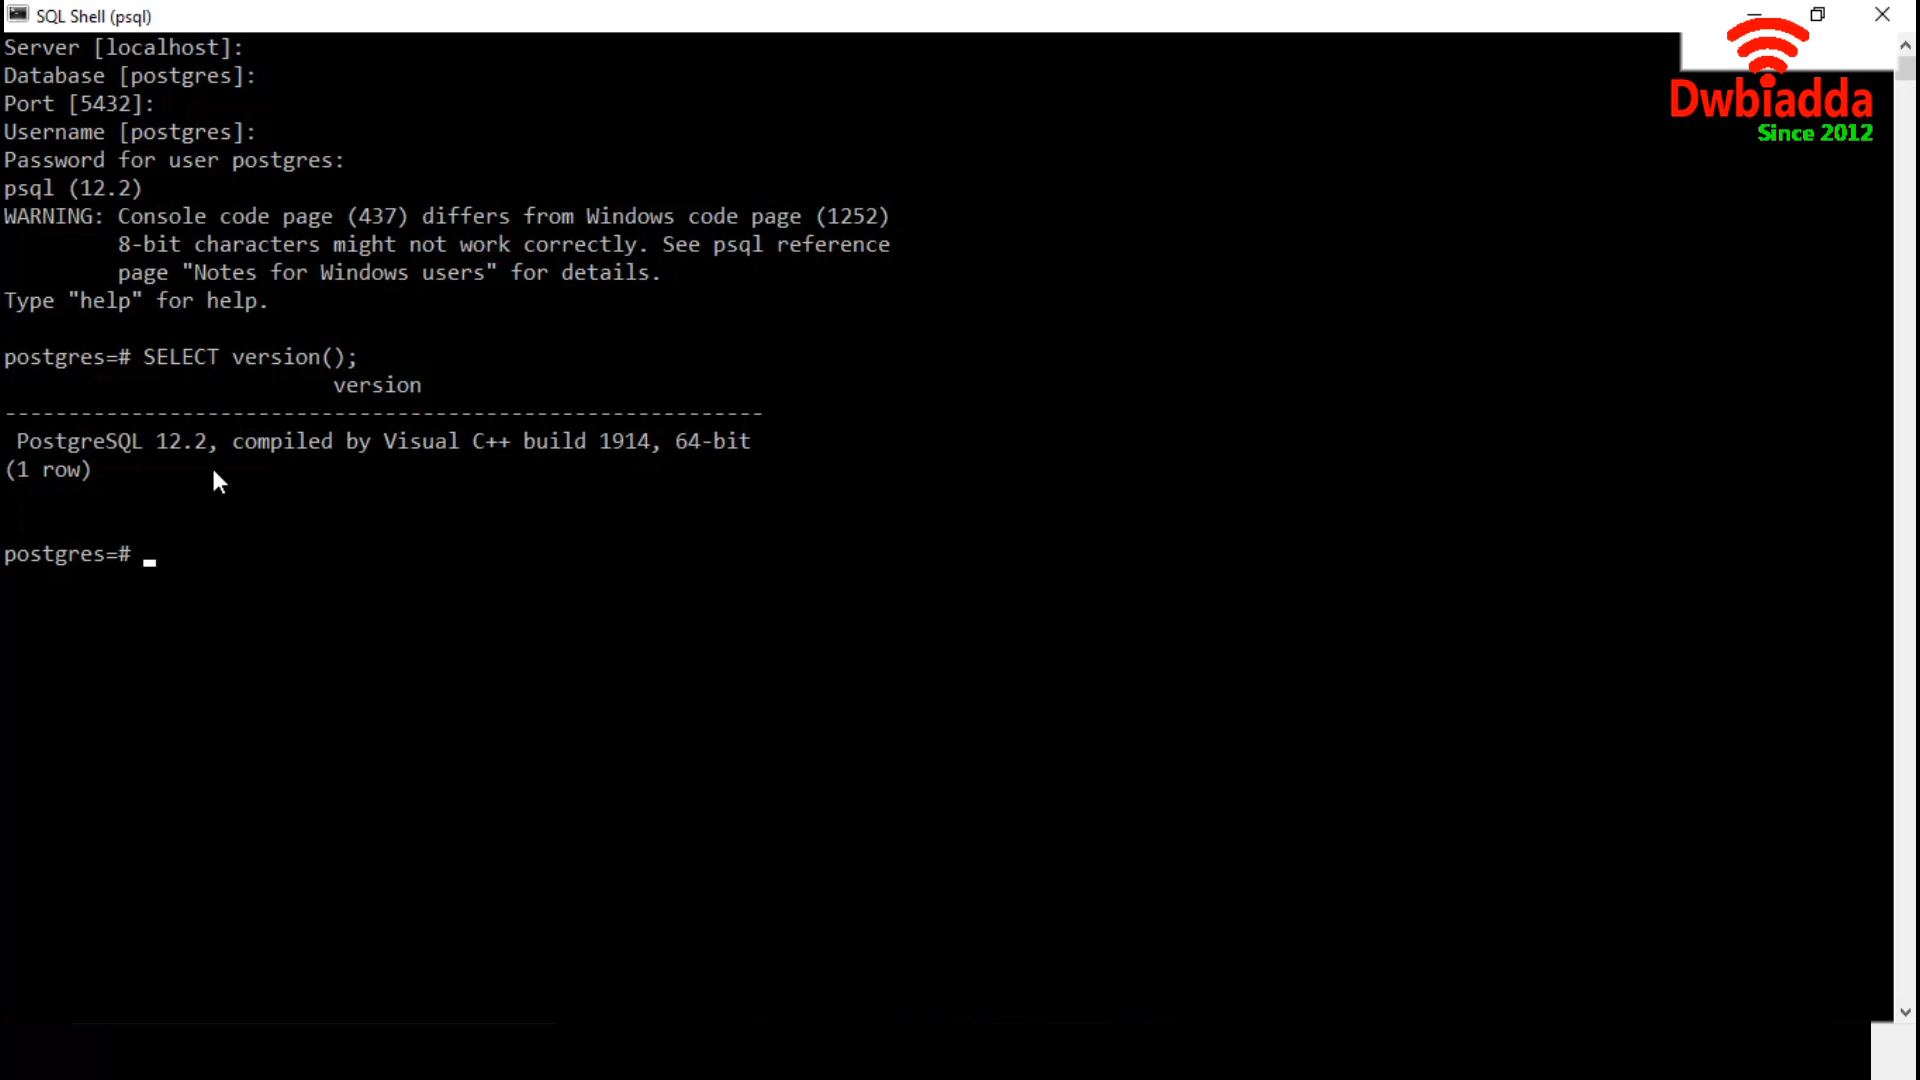 SQL Shell (psql)
Server [localhost]:
Database [postgres]:
Port [5432]:
Username [postgres]:
Password for user postgres:
psql (12.2)
WARNING: Console code page (437) differs from Windows code page (1252)
8-bit characters might not work correctly. See psql reference
page "Notes for Windows users" for details.
Type "help" for help.
postgres=# SELECT version();
version
------------------------------------------------------------
PostgreSQL 12.2, compiled by Visual C++ build 1914, 64-bit
(1 row)
postgres=#
Dwbiadda
Since 2012